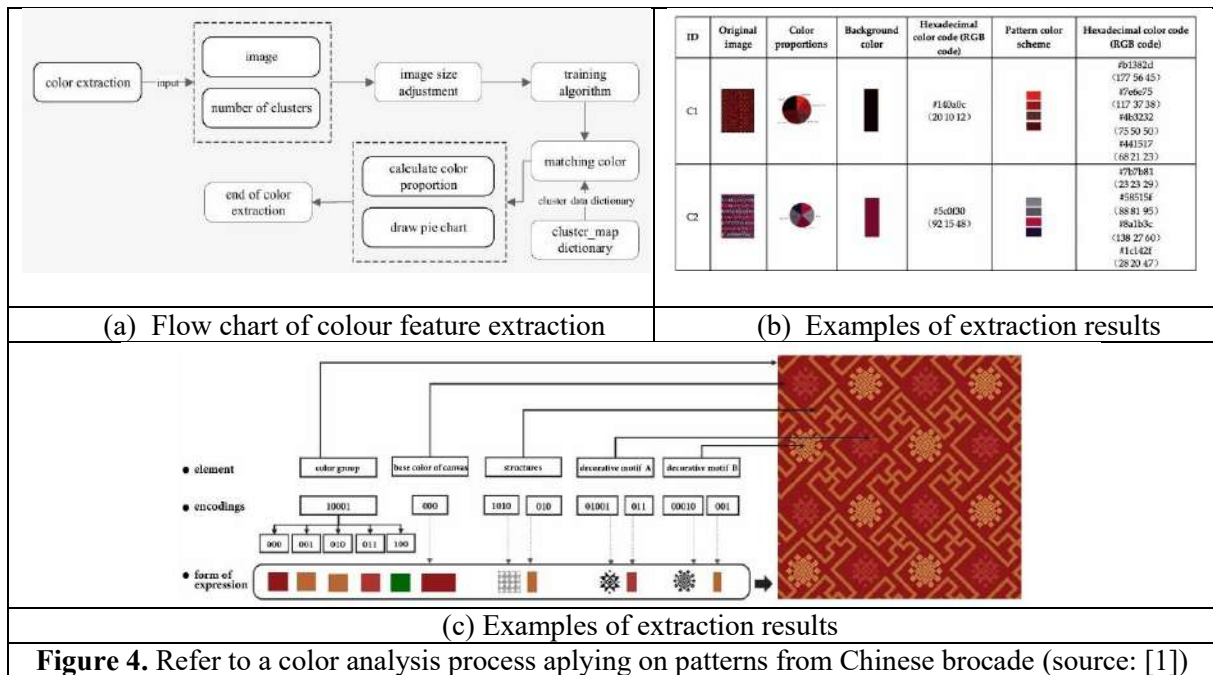 color extraction
input
image
number of clusters
image size
adjustment
training
algorithm
matching color
cluster data dictionary
cluster_map
dictionary
calculate color
proportion
draw pie chart
end of color
extraction
ID
Original
image
Color
proportions
Background
color
Hexadecimal
color code (RGB
code)
Pattern color
scheme
Hexadecimal color code
(RGB code)
C1
#140a0c
(20 10 12)
#b1382d
(177 56 45)
#7e6c75
(117 37 38)
#4b3232
(75 50 50)
#441517
(68 21 23)
C2
#5c0f30
(92 15 48)
#7b7b81
(23 23 29)
#58515f
(88 81 95)
#8a1b3c
(138 27 60)
#1c142f
(28 20 47)
(a) Flow chart of colour feature extraction
(b) Examples of extraction results
element
color group
base color of canvas
structures
decorative motif A
decorative motif B
encodings
10001
000
1010
010
01001
011
00010
001
000
001
010
011
100
form of
expression
(c) Examples of extraction results
Figure 4. Refer to a color analysis process aplying on patterns from Chinese brocade (source: [1])